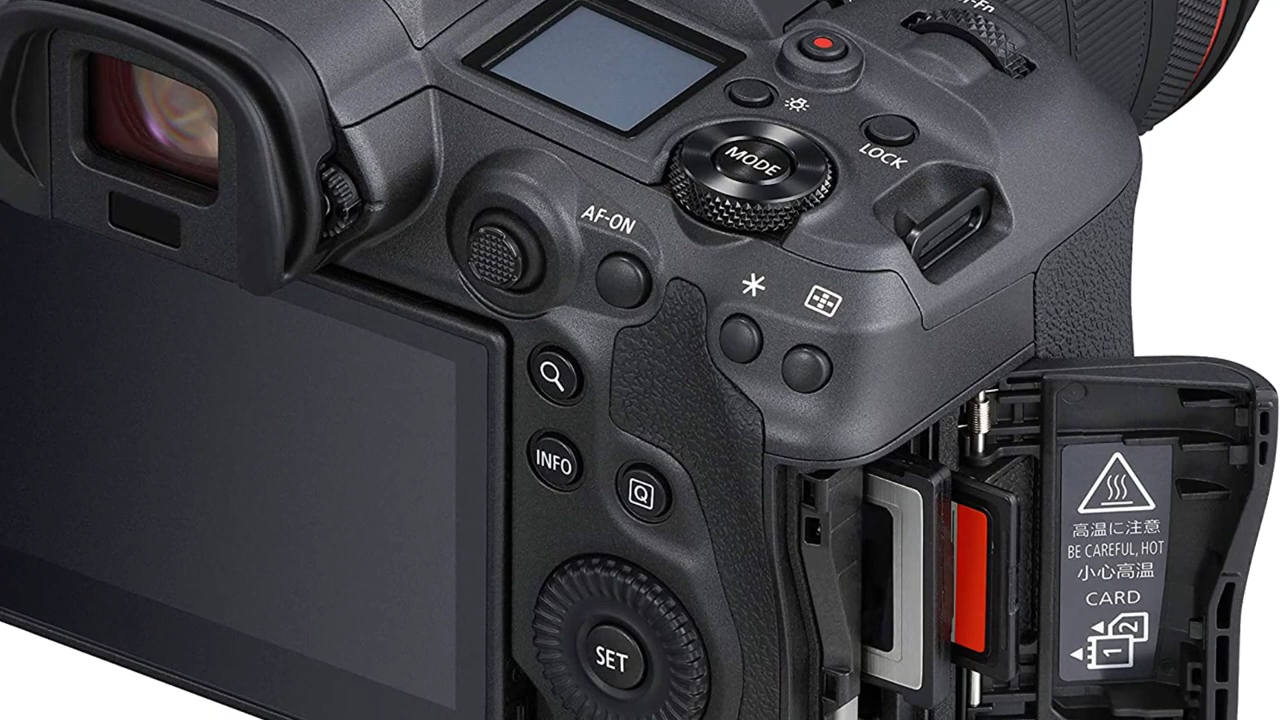 M-Fn
MODE
LOCK
AF-ON
INFO
Q
SET
高温に注意
BE CAREFUL, HOT
小心高温
CARD
2
1